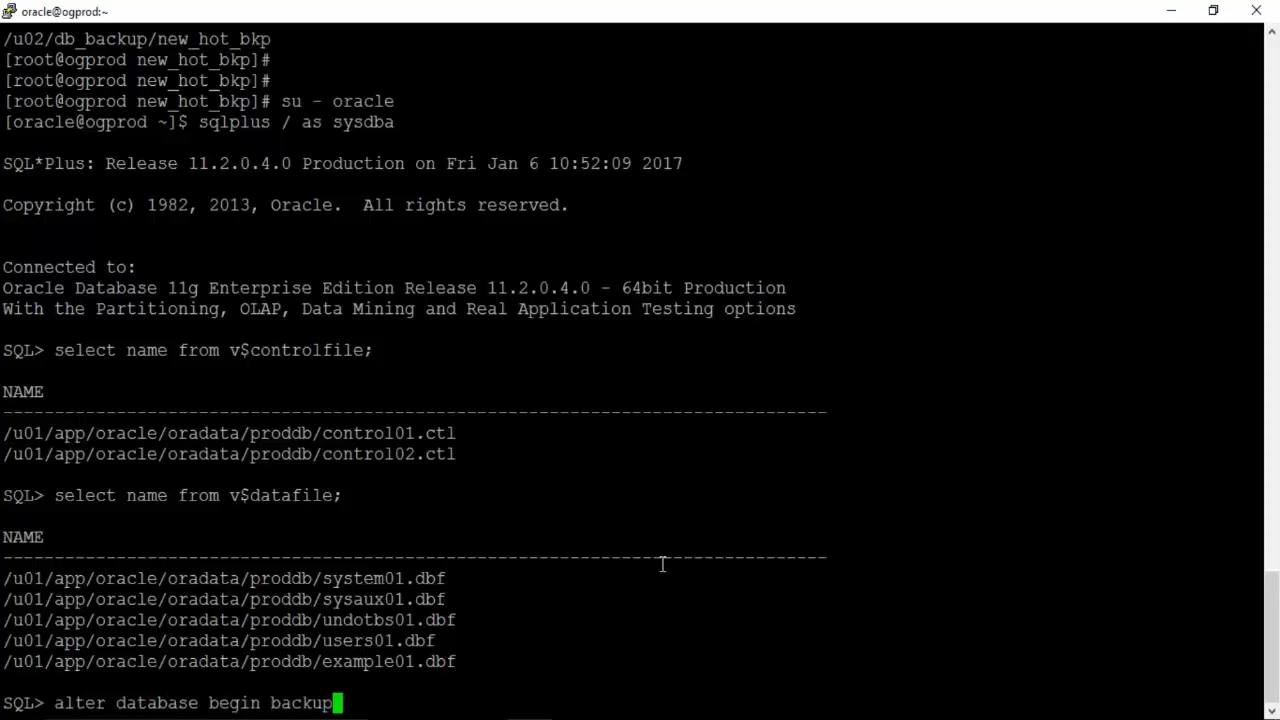 oracle@ogprod:~
/u02/db_backup/new_hot_bkp
[root@ogprod new_hot_bkp]#
[root@ogprod new_hot_bkp]#
[root@ogprod new_hot_bkp]# su - oracle
[oracle@ogprod ~]$ sqlplus / as sysdba
SQL*Plus: Release 11.2.0.4.0 Production on Fri Jan 6 10:52:09 2017
Copyright (c) 1982, 2013, Oracle.  All rights reserved.
Connected to:
Oracle Database 11g Enterprise Edition Release 11.2.0.4.0 - 64bit Production
With the Partitioning, OLAP, Data Mining and Real Application Testing options
SQL> select name from v$controlfile;
NAME
--------------------------------------------------------------------------------
/u01/app/oracle/oradata/proddb/control01.ctl
/u01/app/oracle/oradata/proddb/control02.ctl
SQL> select name from v$datafile;
NAME
--------------------------------------------------------------------------------
/u01/app/oracle/oradata/proddb/system01.dbf
/u01/app/oracle/oradata/proddb/sysaux01.dbf
/u01/app/oracle/oradata/proddb/undotbs01.dbf
/u01/app/oracle/oradata/proddb/users01.dbf
/u01/app/oracle/oradata/proddb/example01.dbf
SQL> alter database begin backup